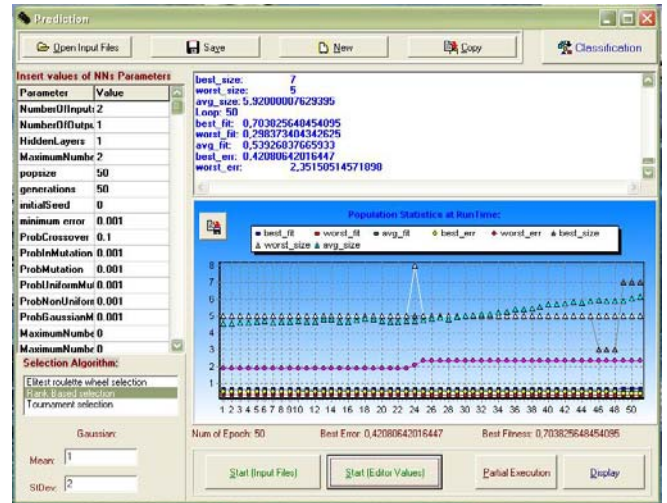 Prediction
Open Input Files
Save
New
Copy
Classification
Insert values of NNs Parameters
Parameter Value
NumberOfInputs 2
NumberOfOutpu 1
HiddenLayers 1
MaximumNumbe 2
popsize 50
generations 50
initialSeed 0
minimum error 0.001
ProbCrossover 0.1
ProbInMutation 0.001
ProbMutation 0.001
ProbUniformMul 0.001
ProbNonUniforn 0.001
ProbGaussianM 0.001
MaximumNumbe 0
MaximumNumbe 0
Selection Algorithm:
Elitest roulette wheel selection
Rank Based selection
Tournament selection
Gaussian:
Mean: 1
StDev: 2
best_size: 7
worst_size: 5
avg_size: 5,92000007629395
Loop: 50
best_fit: 0,703825648454095
worst_fit: 0,298373404342625
avg_fit: 0,53926837665933
best_err: 0,42080642016447
worst_err: 2,35150514571898
Population Statistics at RunTime:
best_fit worst_fit avg_fit best_err worst_err best_size
worst_size avg_size
8
7
6
5
4
3
2
1
1 2 3 4 5 6 7 8 9 10 12 14 16 18 20 22 24 26 28 30 32 34 36 38 40 42 44 46 48 50
Num of Epoch: 50 Best Error: 0,42080642016447 Best Fitness: 0,703825648454095
Start (Input Files)
Start (Editor Values)
Partial Execution
Display